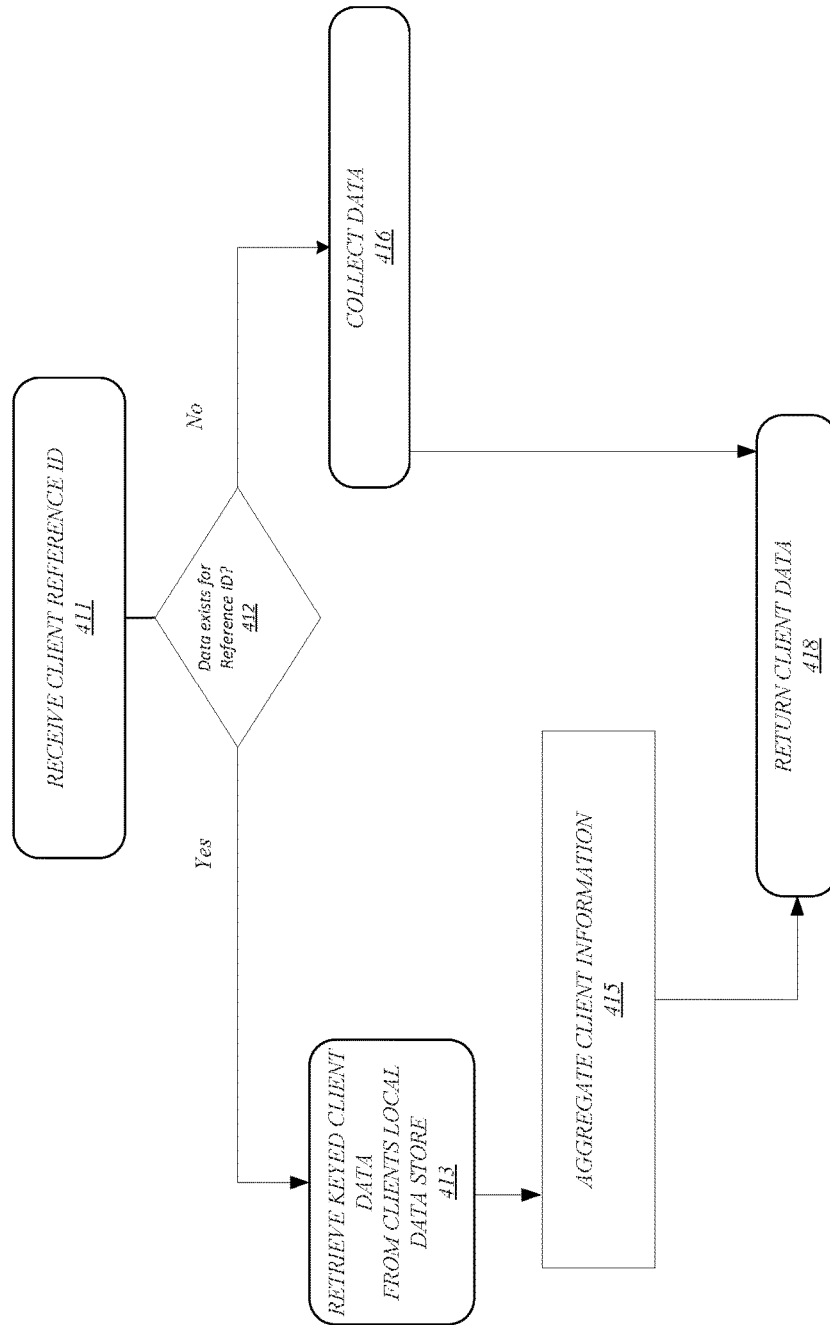 RECEIVE CLIENT REFERENCE ID
411
Data exists for
Reference ID?
412
Yes
No
RETRIEVE KEYED CLIENT
DATA
FROM CLIENTS LOCAL
DATA STORE
413
COLLECT DATA
416
AGGREGATE CLIENT INFORMATION
415
RETURN CLIENT DATA
418